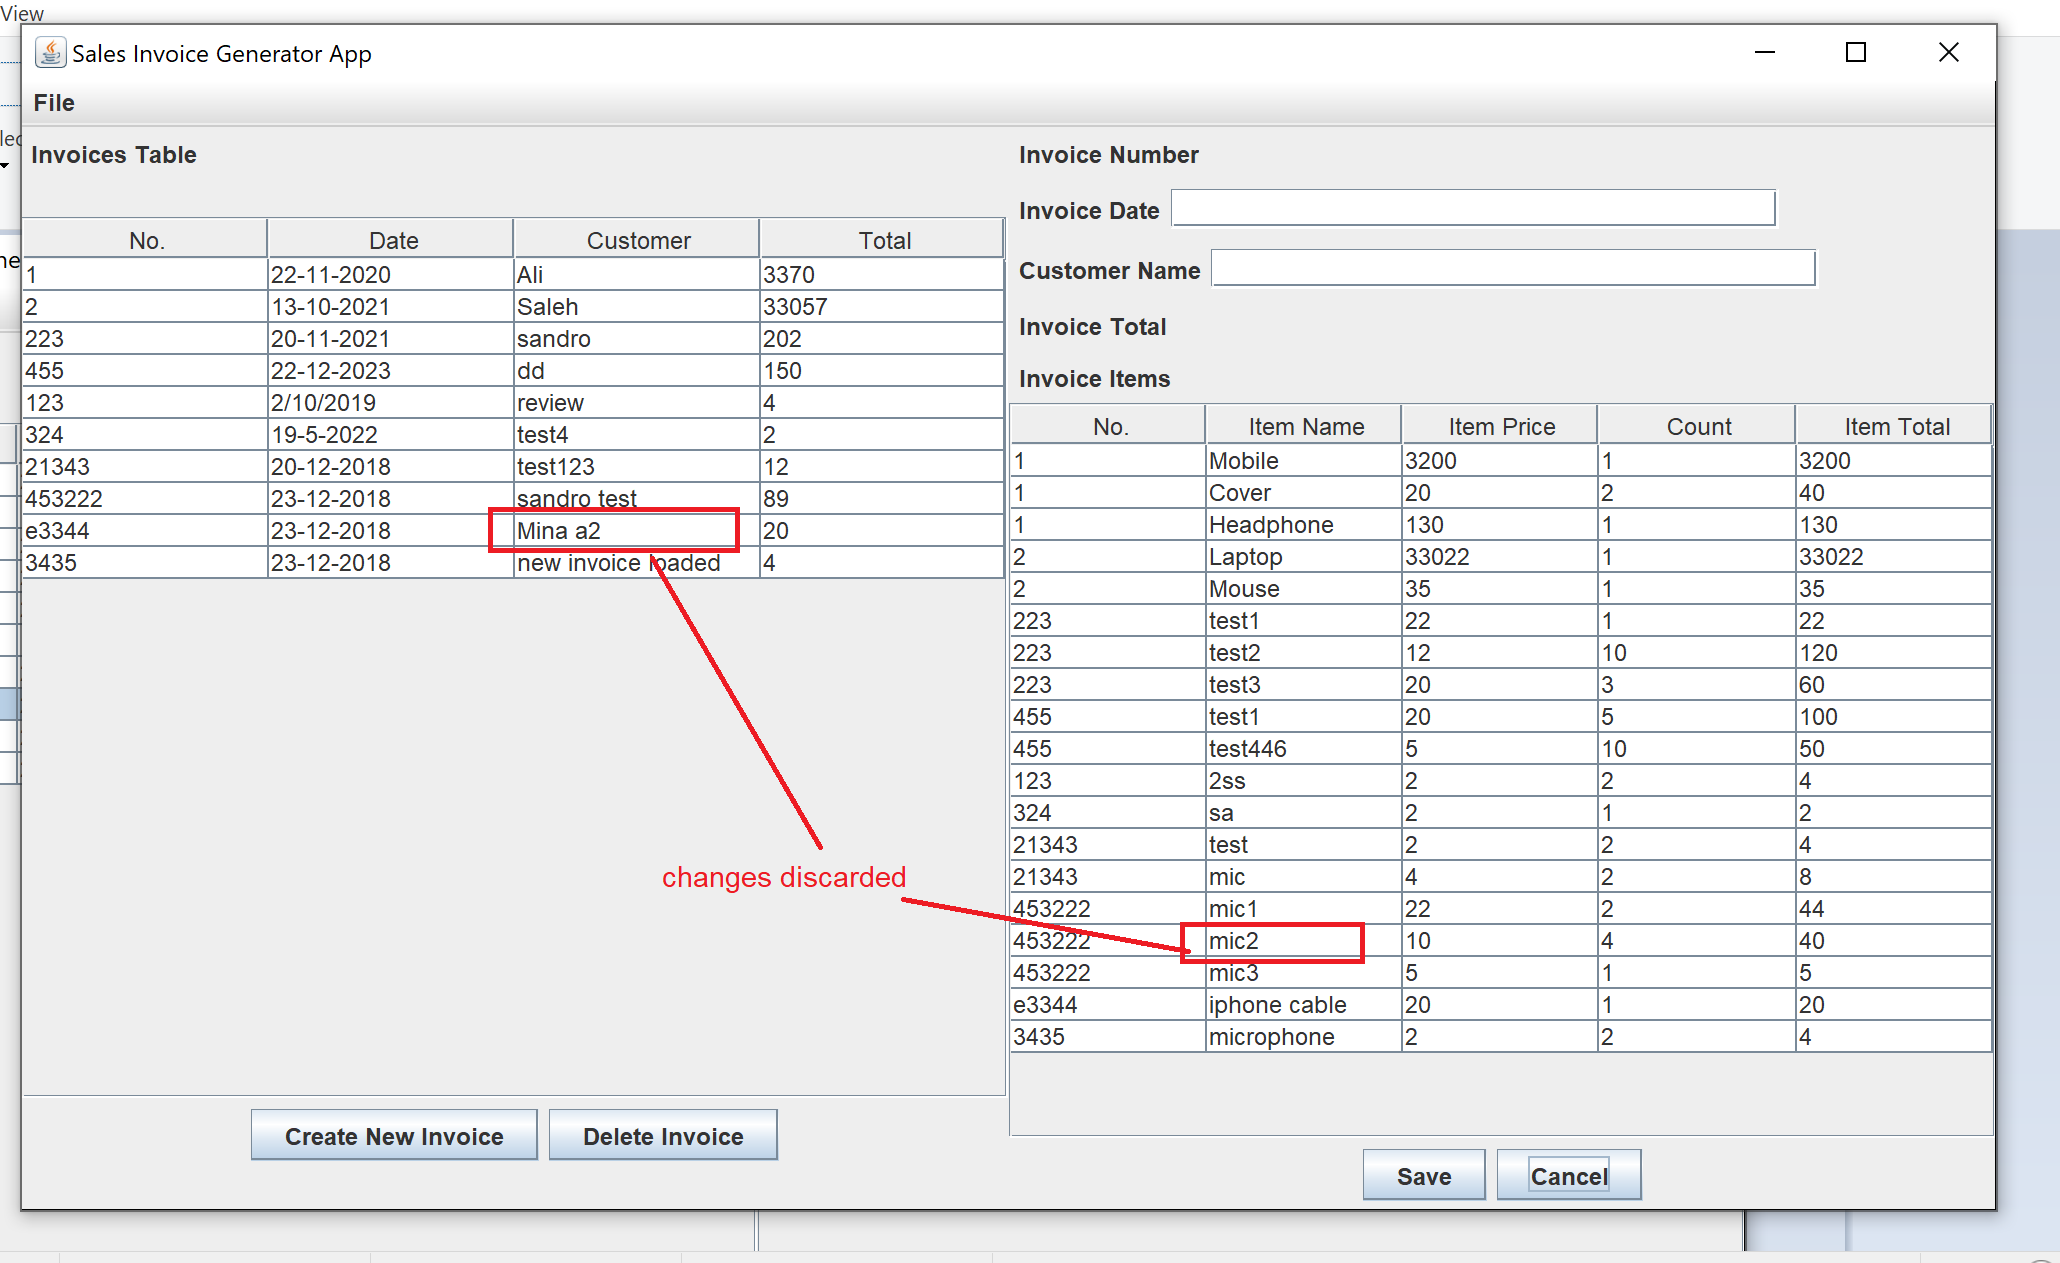 View
Sales Invoice Generator App
File
Invoices Table
No. Date Customer Total
1 22-11-2020 Ali 3370
2 13-10-2021 Saleh 33057
223 20-11-2021 sandro 202
455 22-12-2023 dd 150
123 2/10/2019 review 4
324 19-5-2022 test4 2
21343 20-12-2018 test123 12
453222 23-12-2018 sandro test 89
e3344 23-12-2018 Mina a2 20
3435 23-12-2018 new invoice loaded 4
changes discarded
Create New Invoice Delete Invoice
Invoice Number
Invoice Date
Customer Name
Invoice Total
Invoice Items
No. Item Name Item Price Count Item Total
1 Mobile 3200 1 3200
1 Cover 20 2 40
1 Headphone 130 1 130
2 Laptop 33022 1 33022
2 Mouse 35 1 35
223 test1 22 1 22
223 test2 12 10 120
223 test3 20 3 60
455 test1 20 5 100
455 test446 5 10 50
123 2ss 2 2 4
324 sa 2 1 2
21343 test 2 2 4
21343 mic 4 2 8
453222 mic1 22 2 44
453222 mic2 10 4 40
453222 mic3 5 1 5
e3344 iphone cable 20 1 20
3435 microphone 2 2 4
Save Cancel